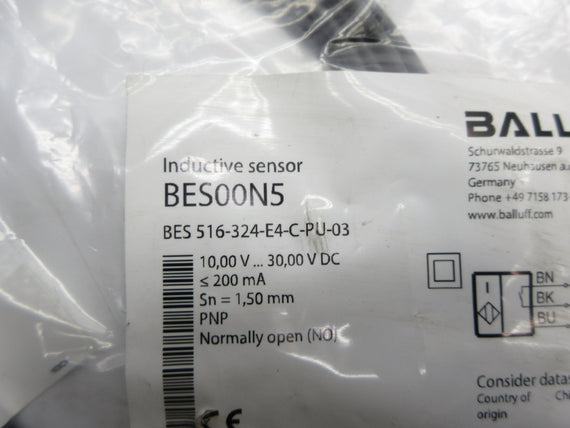 BALL
Schurwaldstrasse 9
73765 Neuhausen a.
Germany
Phone +49 7158 173
www.balluff.com
Inductive sensor
BES00N5
BES 516-324-E4-C-PU-03
10,00 V ... 30,00 V DC
≤ 200 mA
Sn = 1,50 mm
PNP
Normally open (NO)
BN
BK
BU
CE
Consider data
Country of Ch
origin